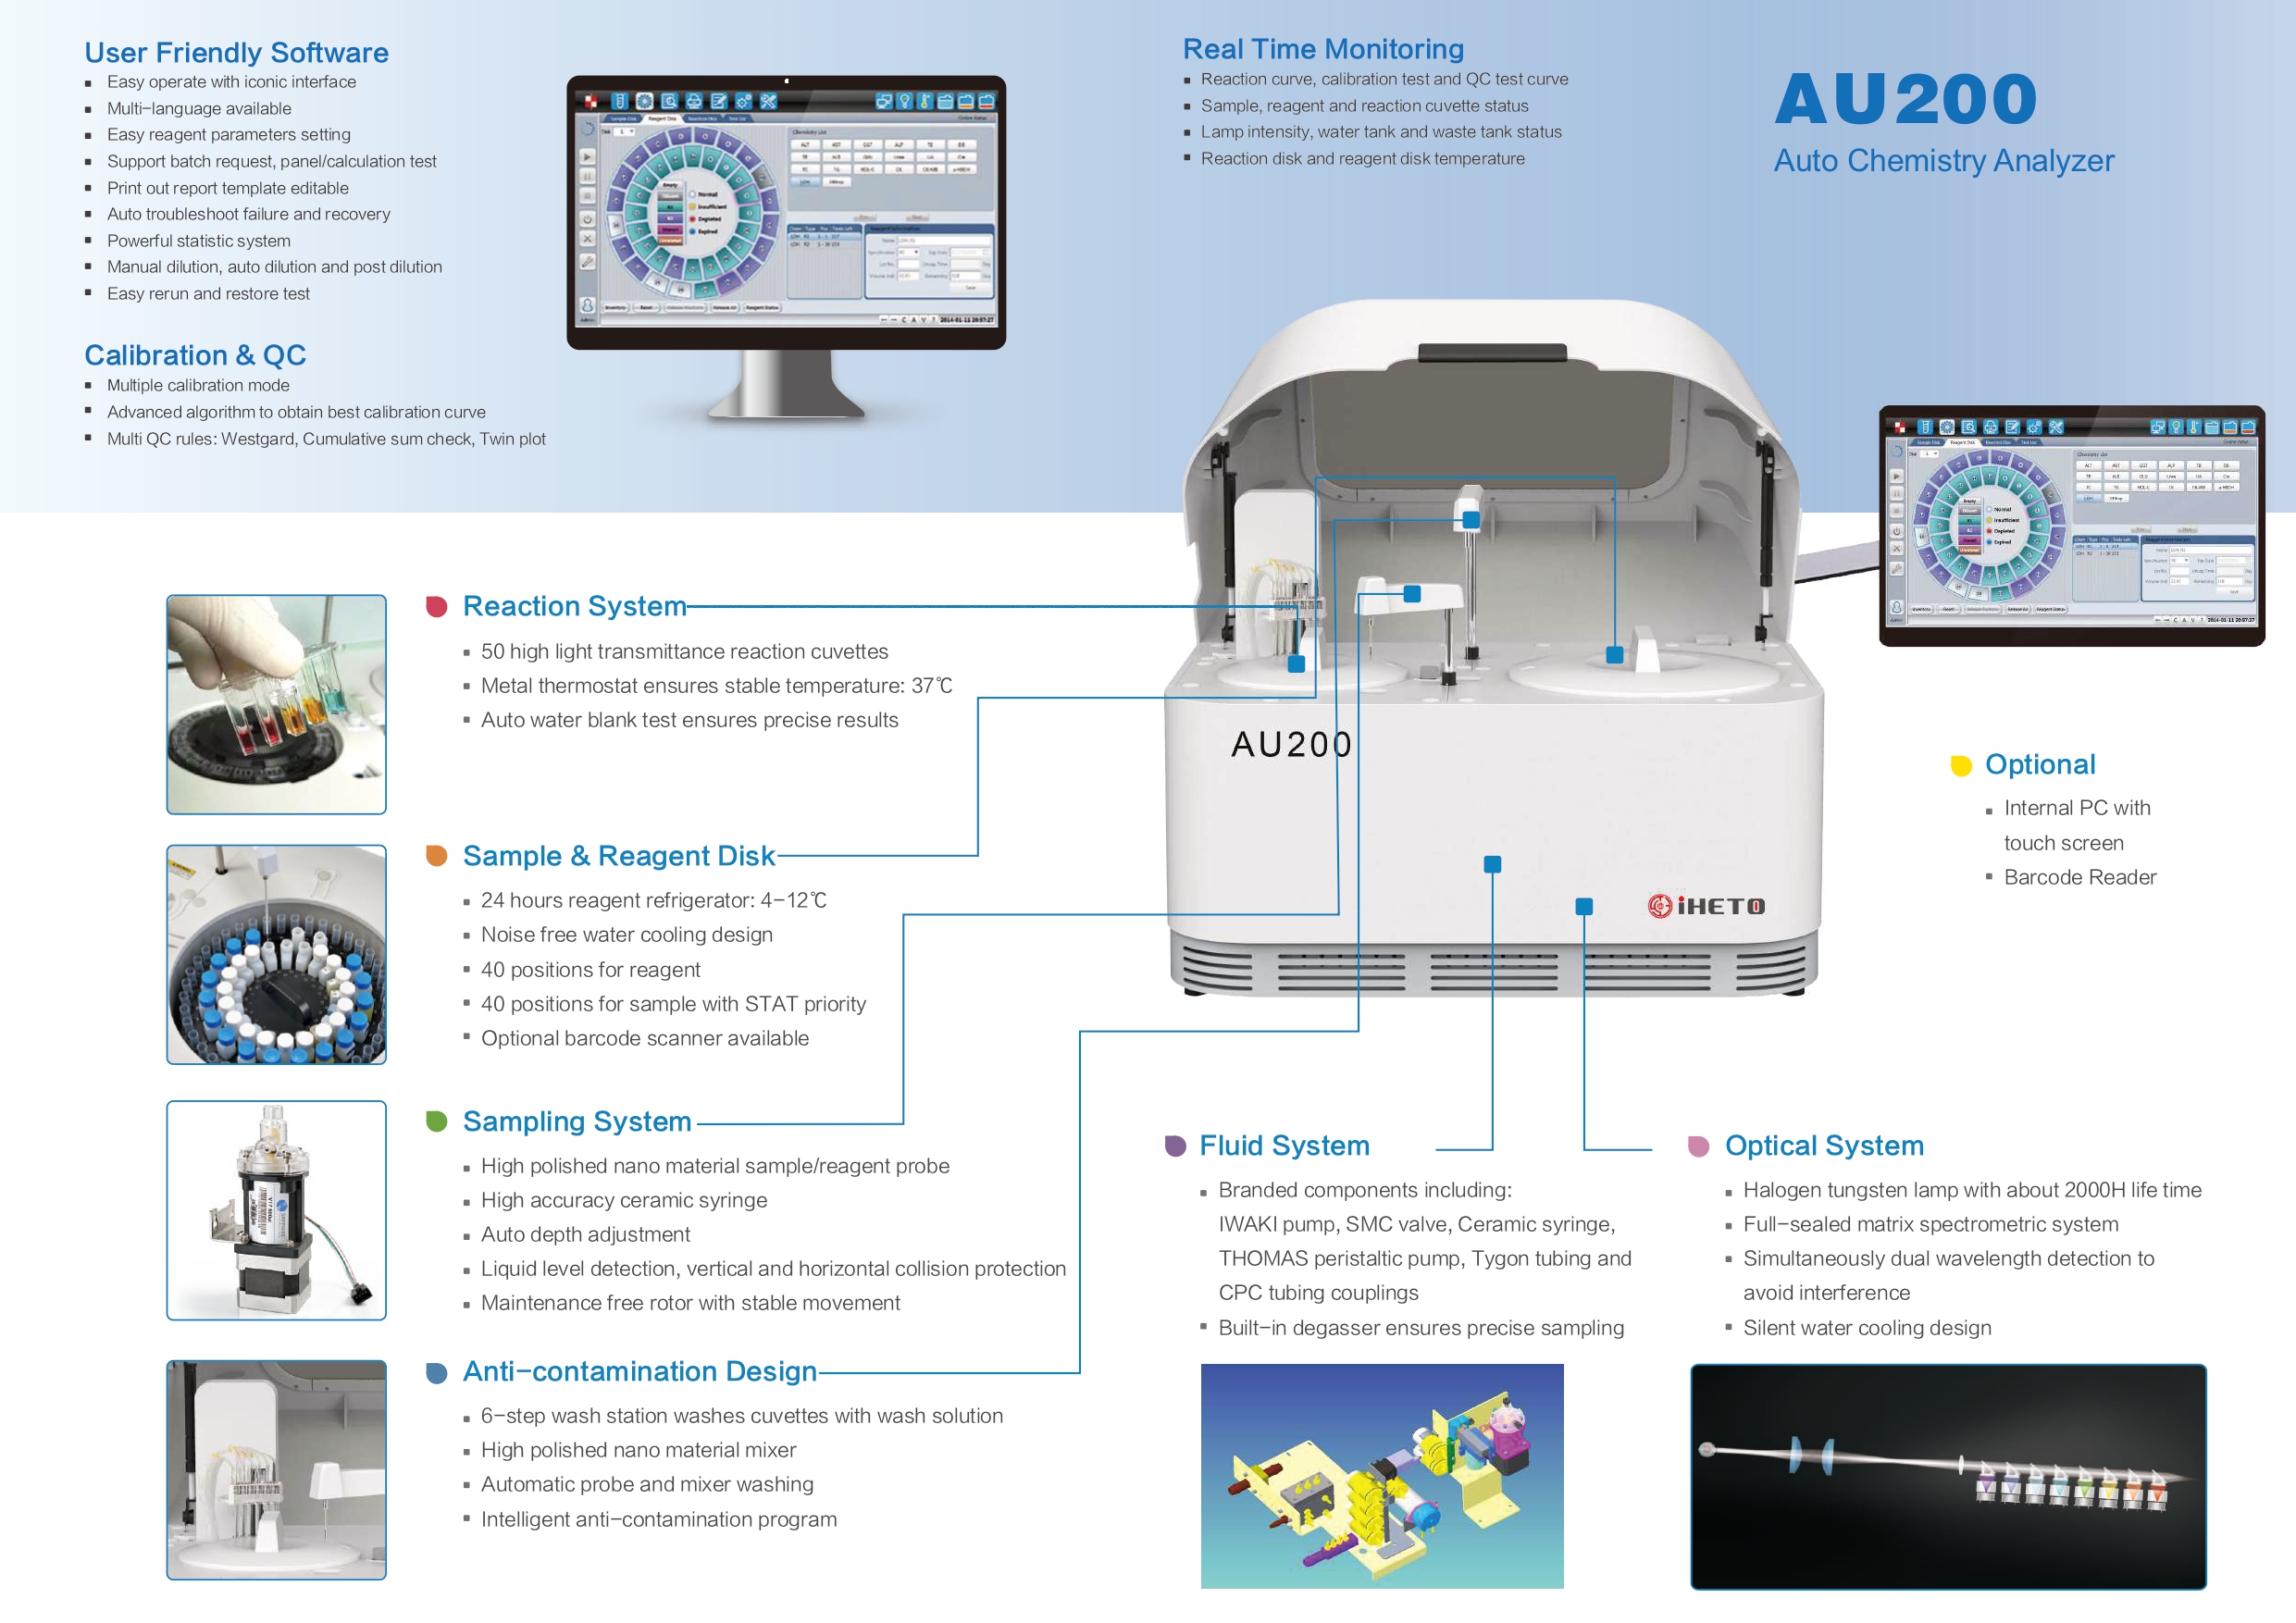 User Friendly Software
Easy operate with iconic interface
Multi-language available
Easy reagent parameters setting
Support batch request, panel/calculation test
Print out report template editable
Auto troubleshoot failure and recovery
Powerful statistic system
Manual dilution, auto dilution and post dilution
Easy rerun and restore test
Calibration & QC
Multiple calibration mode
Advanced algorithm to obtain best calibration curve
Multi QC rules: Westgard, Cumulative sum check, Twin plot
Real Time Monitoring
Reaction curve, calibration test and QC test curve
Sample, reagent and reaction cuvette status
Lamp intensity, water tank and waste tank status
Reaction disk and reagent disk temperature
AU200
Auto Chemistry Analyzer
Chemistry List
Empty
Normal
Insufficient
Depleted
Expired
2014-01-11 20:57:27
Reaction System
50 high light transmittance reaction cuvettes
Metal thermostat ensures stable temperature: 37℃
Auto water blank test ensures precise results
Sample & Reagent Disk
24 hours reagent refrigerator: 4-12℃
Noise free water cooling design
40 positions for reagent
40 positions for sample with STAT priority
Optional barcode scanner available
Sampling System
High polished nano material sample/reagent probe
High accuracy ceramic syringe
Auto depth adjustment
Liquid level detection, vertical and horizontal collision protection
Maintenance free rotor with stable movement
Anti-contamination Design
6-step wash station washes cuvettes with wash solution
High polished nano material mixer
Automatic probe and mixer washing
Intelligent anti-contamination program
AU200
iHETO
Optional
Internal PC with
touch screen
Barcode Reader
Fluid System
Branded components including:
IWAKI pump, SMC valve, Ceramic syringe,
THOMAS peristaltic pump, Tygon tubing and
CPC tubing couplings
Built-in degasser ensures precise sampling
Optical System
Halogen tungsten lamp with about 2000H life time
Full-sealed matrix spectrometric system
Simultaneously dual wavelength detection to
avoid interference
Silent water cooling design